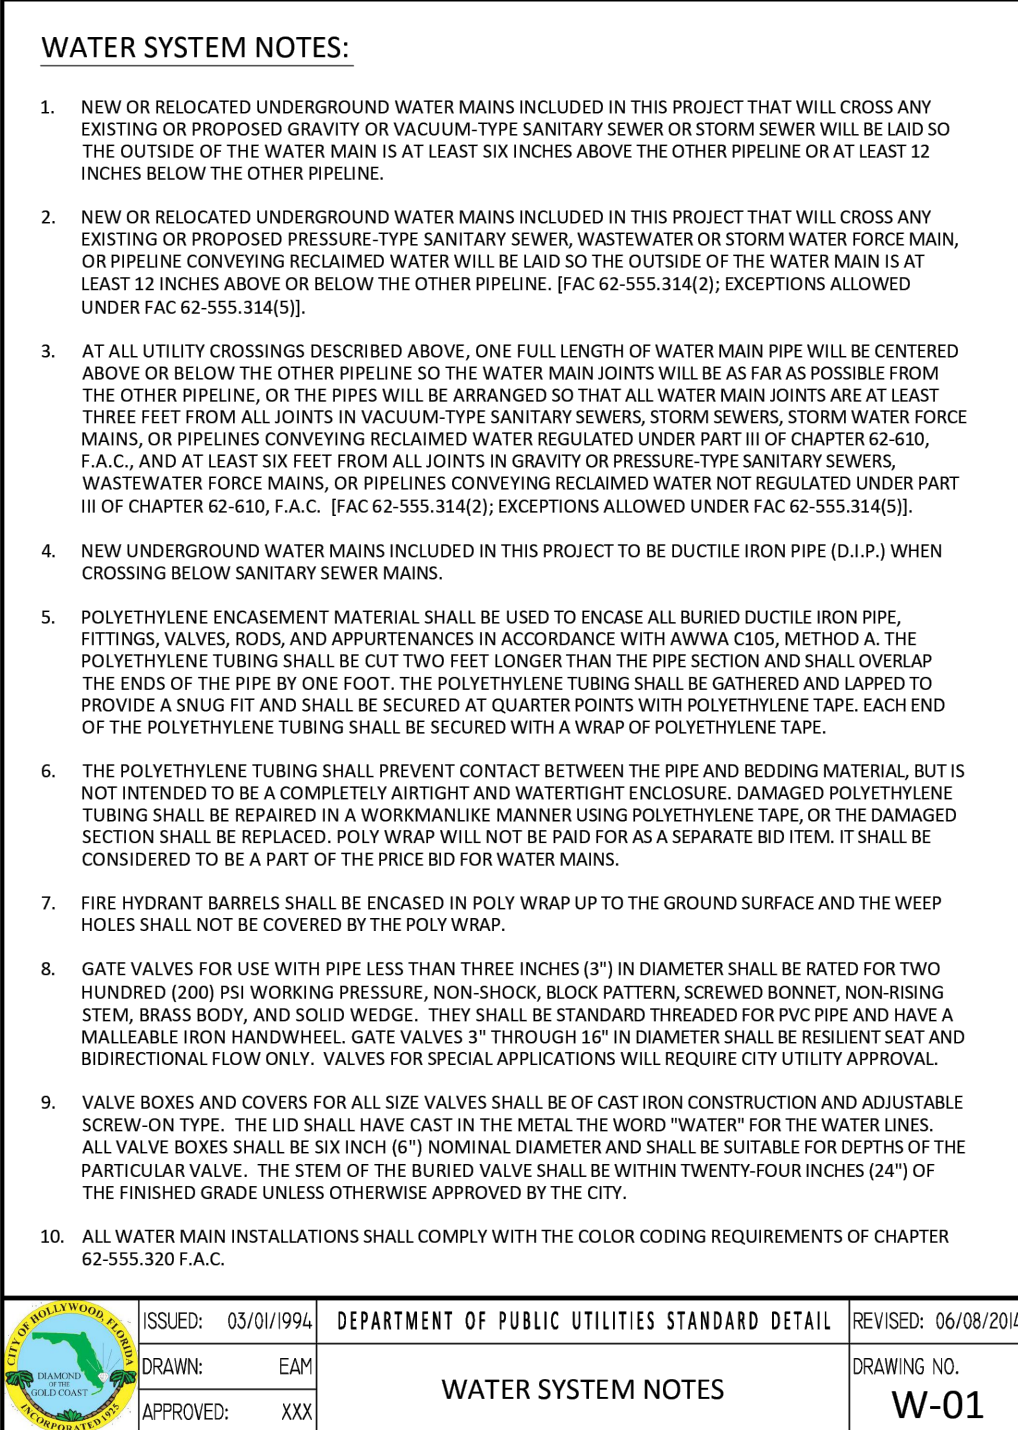 WATER SYSTEM NOTES:
1. NEW OR RELOCATED UNDERGROUND WATER MAINS INCLUDED IN THIS PROJECT THAT WILL CROSS ANY
EXISTING OR PROPOSED GRAVITY OR VACUUM-TYPE SANITARY SEWER OR STORM SEWER WILL BE LAID SO
THE OUTSIDE OF THE WATER MAIN IS AT LEAST SIX INCHES ABOVE THE OTHER PIPELINE OR AT LEAST 12
INCHES BELOW THE OTHER PIPELINE.
2. NEW OR RELOCATED UNDERGROUND WATER MAINS INCLUDED IN THIS PROJECT THAT WILL CROSS ANY
EXISTING OR PROPOSED PRESSURE-TYPE SANITARY SEWER, WASTEWATER OR STORM WATER FORCE MAIN,
OR PIPELINE CONVEYING RECLAIMED WATER WILL BE LAID SO THE OUTSIDE OF THE WATER MAIN IS AT
LEAST 12 INCHES ABOVE OR BELOW THE OTHER PIPELINE. [FAC 62-555.314(2); EXCEPTIONS ALLOWED
UNDER FAC 62-555.314(5)].
3. AT ALL UTILITY CROSSINGS DESCRIBED ABOVE, ONE FULL LENGTH OF WATER MAIN PIPE WILL BE CENTERED
ABOVE OR BELOW THE OTHER PIPELINE SO THE WATER MAIN JOINTS WILL BE AS FAR AS POSSIBLE FROM
THE OTHER PIPELINE, OR THE PIPES WILL BE ARRANGED SO THAT ALL WATER MAIN JOINTS ARE AT LEAST
THREE FEET FROM ALL JOINTS IN VACUUM-TYPE SANITARY SEWERS, STORM SEWERS, STORM WATER FORCE
MAINS, OR PIPELINES CONVEYING RECLAIMED WATER REGULATED UNDER PART III OF CHAPTER 62-610,
F.A.C., AND AT LEAST SIX FEET FROM ALL JOINTS IN GRAVITY OR PRESSURE-TYPE SANITARY SEWERS,
WASTEWATER FORCE MAINS, OR PIPELINES CONVEYING RECLAIMED WATER NOT REGULATED UNDER PART
III OF CHAPTER 62-610, F.A.C. [FAC 62-555.314(2); EXCEPTIONS ALLOWED UNDER FAC 62-555.314(5)].
4. NEW UNDERGROUND WATER MAINS INCLUDED IN THIS PROJECT TO BE DUCTILE IRON PIPE (D.I.P.) WHEN
CROSSING BELOW SANITARY SEWER MAINS.
5. POLYETHYLENE ENCASEMENT MATERIAL SHALL BE USED TO ENCASE ALL BURIED DUCTILE IRON PIPE,
FITTINGS, VALVES, RODS, AND APPURTENANCES IN ACCORDANCE WITH AWWA C105, METHOD A. THE
POLYETHYLENE TUBING SHALL BE CUT TWO FEET LONGER THAN THE PIPE SECTION AND SHALL OVERLAP
THE ENDS OF THE PIPE BY ONE FOOT. THE POLYETHYLENE TUBING SHALL BE GATHERED AND LAPPED TO
PROVIDE A SNUG FIT AND SHALL BE SECURED AT QUARTER POINTS WITH POLYETHYLENE TAPE. EACH END
OF THE POLYETHYLENE TUBING SHALL BE SECURED WITH A WRAP OF POLYETHYLENE TAPE.
6. THE POLYETHYLENE TUBING SHALL PREVENT CONTACT BETWEEN THE PIPE AND BEDDING MATERIAL, BUT IS
NOT INTENDED TO BE A COMPLETELY AIRTIGHT AND WATERTIGHT ENCLOSURE. DAMAGED POLYETHYLENE
TUBING SHALL BE REPAIRED IN A WORKMANLIKE MANNER USING POLYETHYLENE TAPE, OR THE DAMAGED
SECTION SHALL BE REPLACED. POLY WRAP WILL NOT BE PAID FOR AS A SEPARATE BID ITEM. IT SHALL BE
CONSIDERED TO BE A PART OF THE PRICE BID FOR WATER MAINS.
7. FIRE HYDRANT BARRELS SHALL BE ENCASED IN POLY WRAP UP TO THE GROUND SURFACE AND THE WEEP
HOLES SHALL NOT BE COVERED BY THE POLY WRAP.
8. GATE VALVES FOR USE WITH PIPE LESS THAN THREE INCHES (3") IN DIAMETER SHALL BE RATED FOR TWO
HUNDRED (200) PSI WORKING PRESSURE, NON-SHOCK, BLOCK PATTERN, SCREWED BONNET, NON-RISING
STEM, BRASS BODY, AND SOLID WEDGE. THEY SHALL BE STANDARD THREADED FOR PVC PIPE AND HAVE A
MALLEABLE IRON HANDWHEEL. GATE VALVES 3" THROUGH 16" IN DIAMETER SHALL BE RESILIENT SEAT AND
BIDIRECTIONAL FLOW ONLY. VALVES FOR SPECIAL APPLICATIONS WILL REQUIRE CITY UTILITY APPROVAL.
9. VALVE BOXES AND COVERS FOR ALL SIZE VALVES SHALL BE OF CAST IRON CONSTRUCTION AND ADJUSTABLE
SCREW-ON TYPE. THE LID SHALL HAVE CAST IN THE METAL THE WORD "WATER" FOR THE WATER LINES.
ALL VALVE BOXES SHALL BE SIX INCH (6") NOMINAL DIAMETER AND SHALL BE SUITABLE FOR DEPTHS OF THE
PARTICULAR VALVE. THE STEM OF THE BURIED VALVE SHALL BE WITHIN TWENTY-FOUR INCHES (24") OF
THE FINISHED GRADE UNLESS OTHERWISE APPROVED BY THE CITY.
10. ALL WATER MAIN INSTALLATIONS SHALL COMPLY WITH THE COLOR CODING REQUIREMENTS OF CHAPTER
62-555.320 F.A.C.
CITY OF HOLLYWOOD, FLORIDA
DIAMOND
OF THE
GOLD COAST
INCORPORATED 1925
ISSUED: 03/01/1994
DRAWN: EAM
APPROVED: XXX
DEPARTMENT OF PUBLIC UTILITIES STANDARD DETAIL
WATER SYSTEM NOTES
REVISED: 06/08/2014
DRAWING NO.
W-01